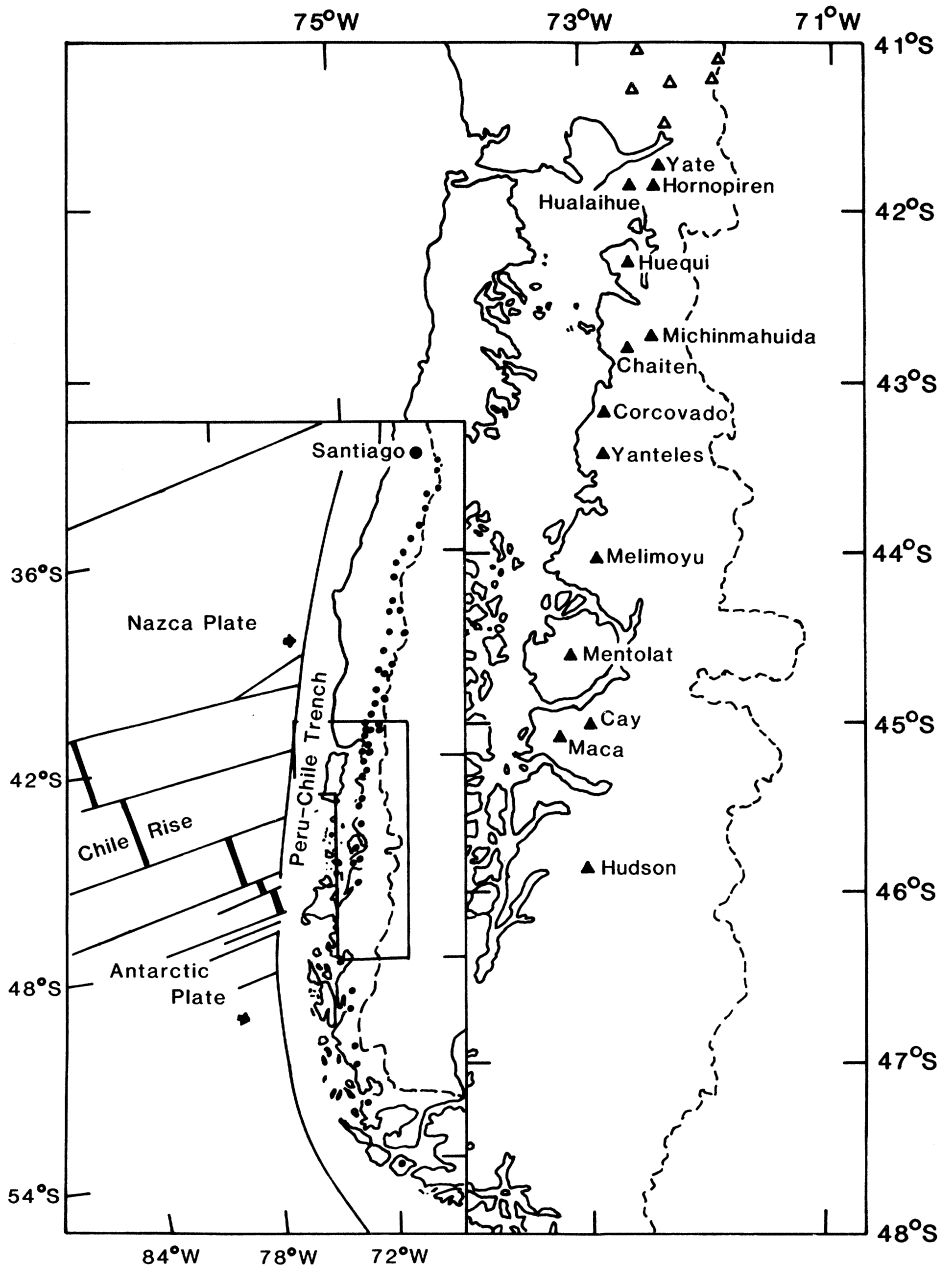 75°W
73°W
71°W
41°S
Yate
Hornopiren
Hualaihue
42°S
Huequi
Michinmahuida
Chaiten
43°S
Corcovado
Santiago
Yanteles
44°S
Melimoyu
36°S
Nazca Plate
Mentolat
Peru-Chile Trench
Cay
45°S
Maca
42°S
Chile Rise
Hudson
46°S
Antarctic
Plate
48°S
47°S
54°S
48°S
84°W
78°W
72°W